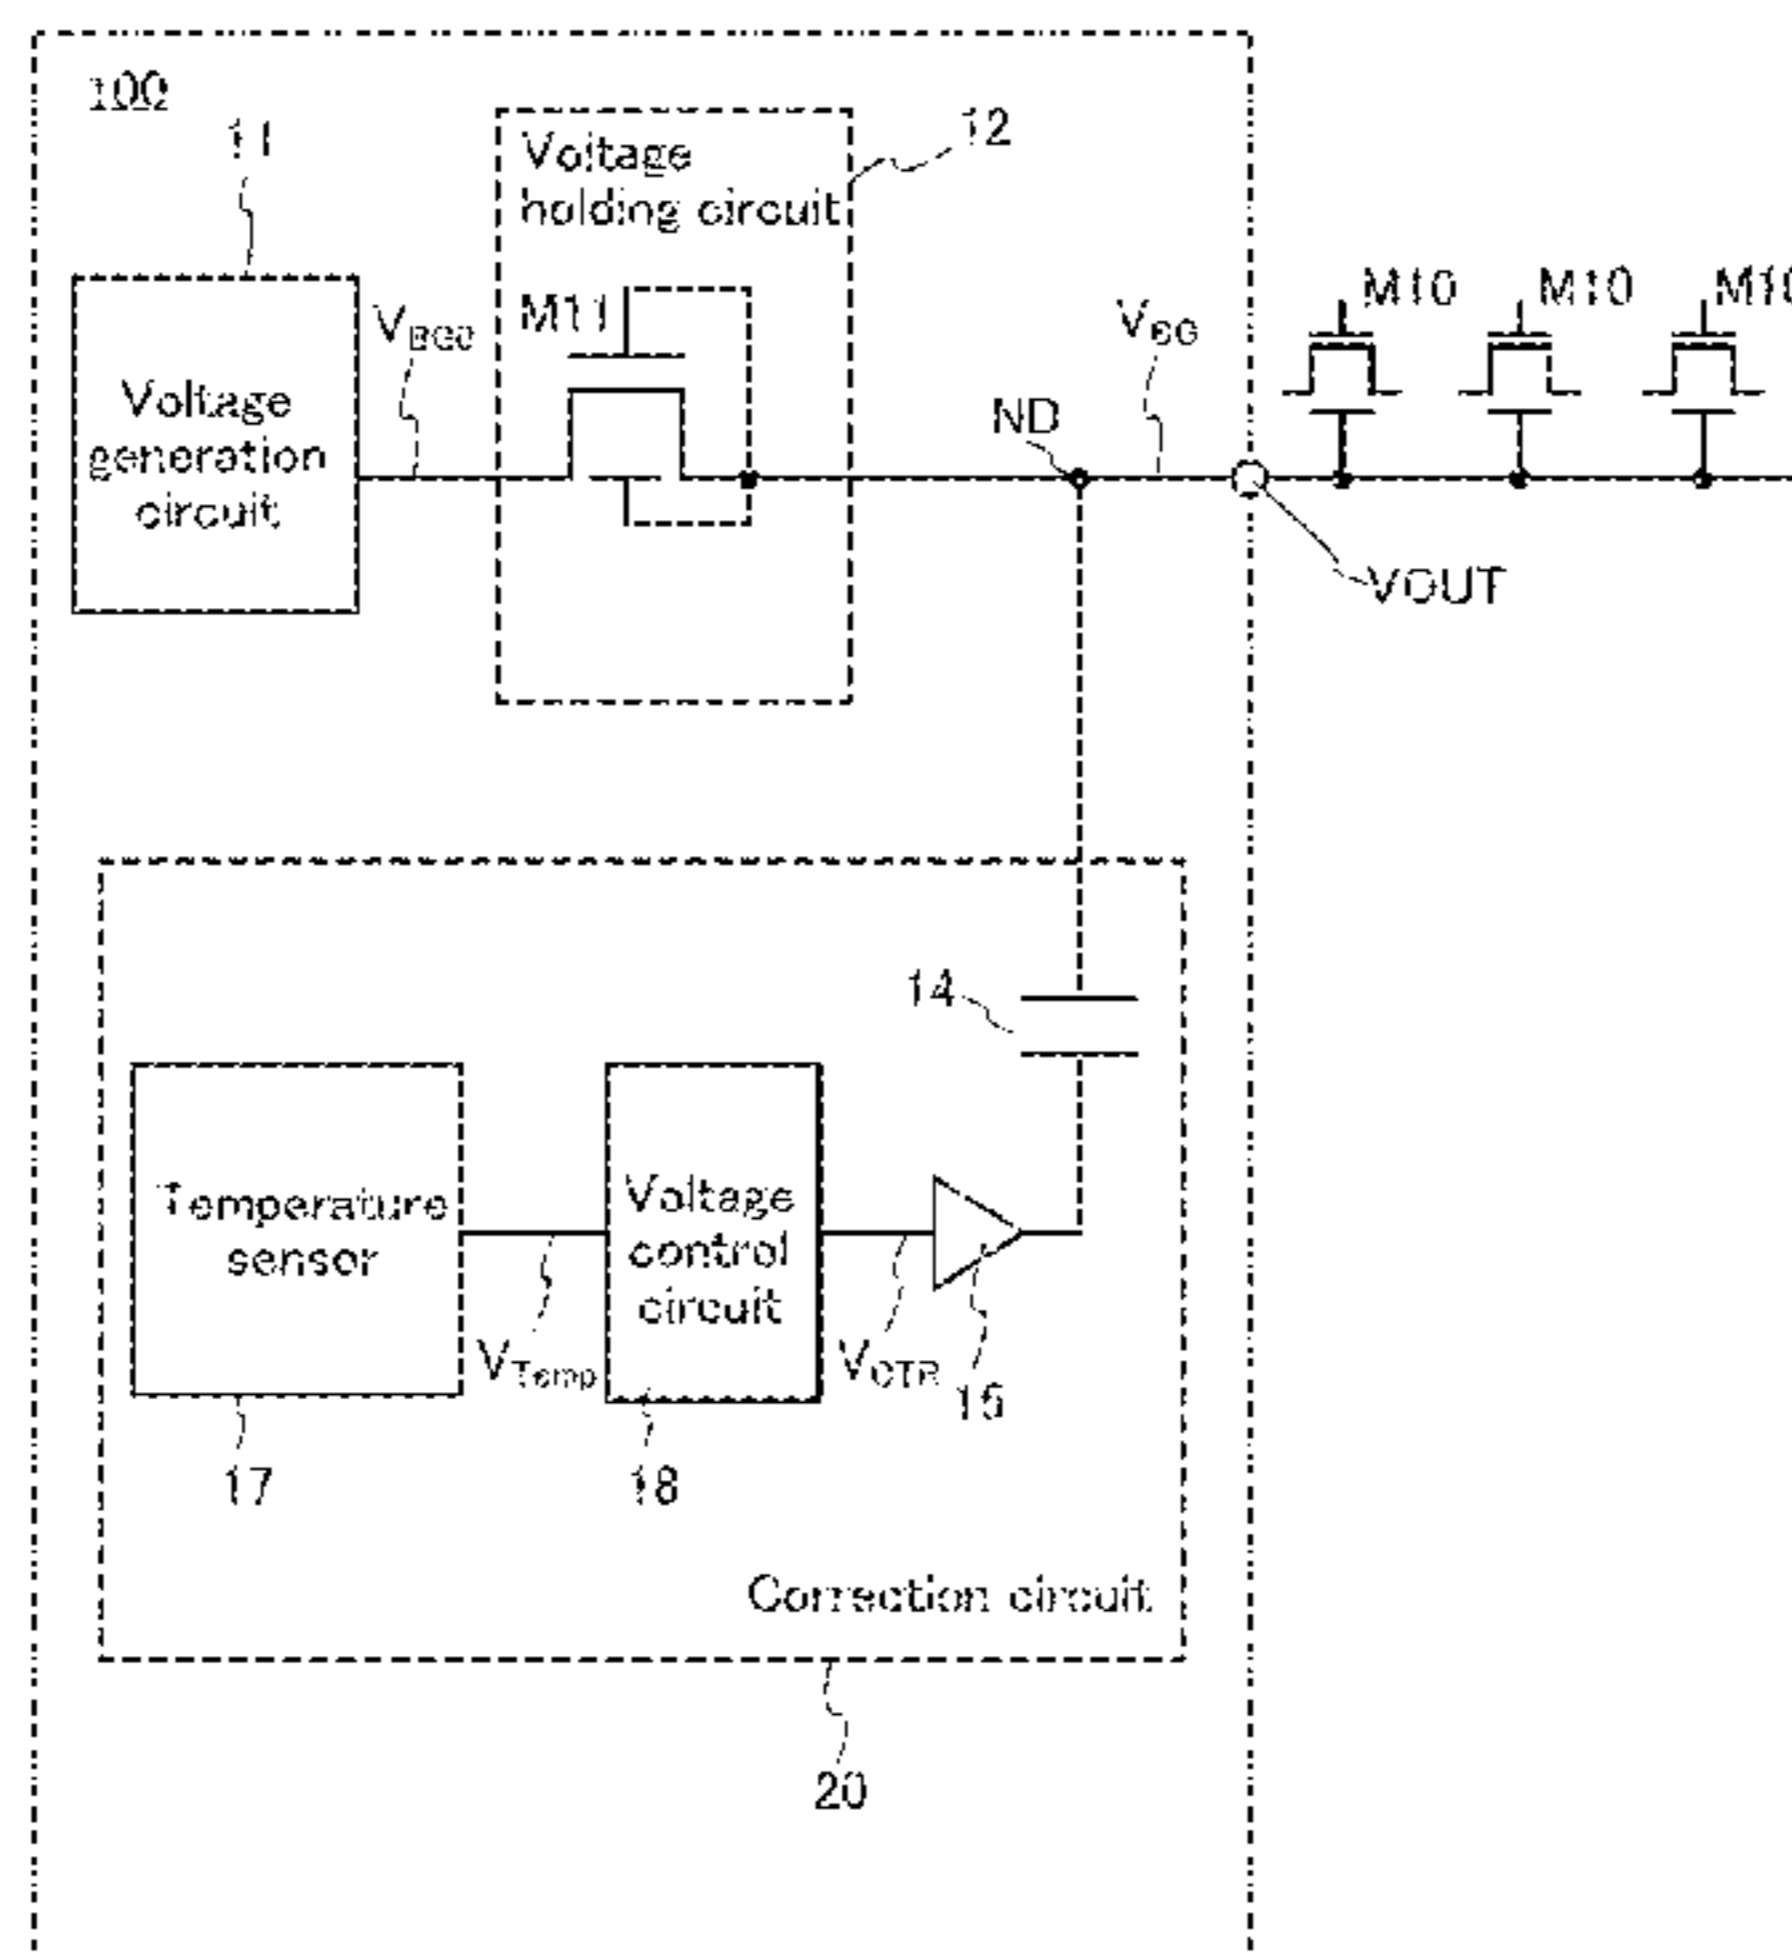 100
11
12
Voltage
holding circuit
M11
Voltage
generation
circuit
VBG0
ND
VBG
M10
M10
M10
VOUT
14
Temperature
sensor
VTemp
Voltage
control
circuit
VCTR
15
17
18
Correction circuit
20